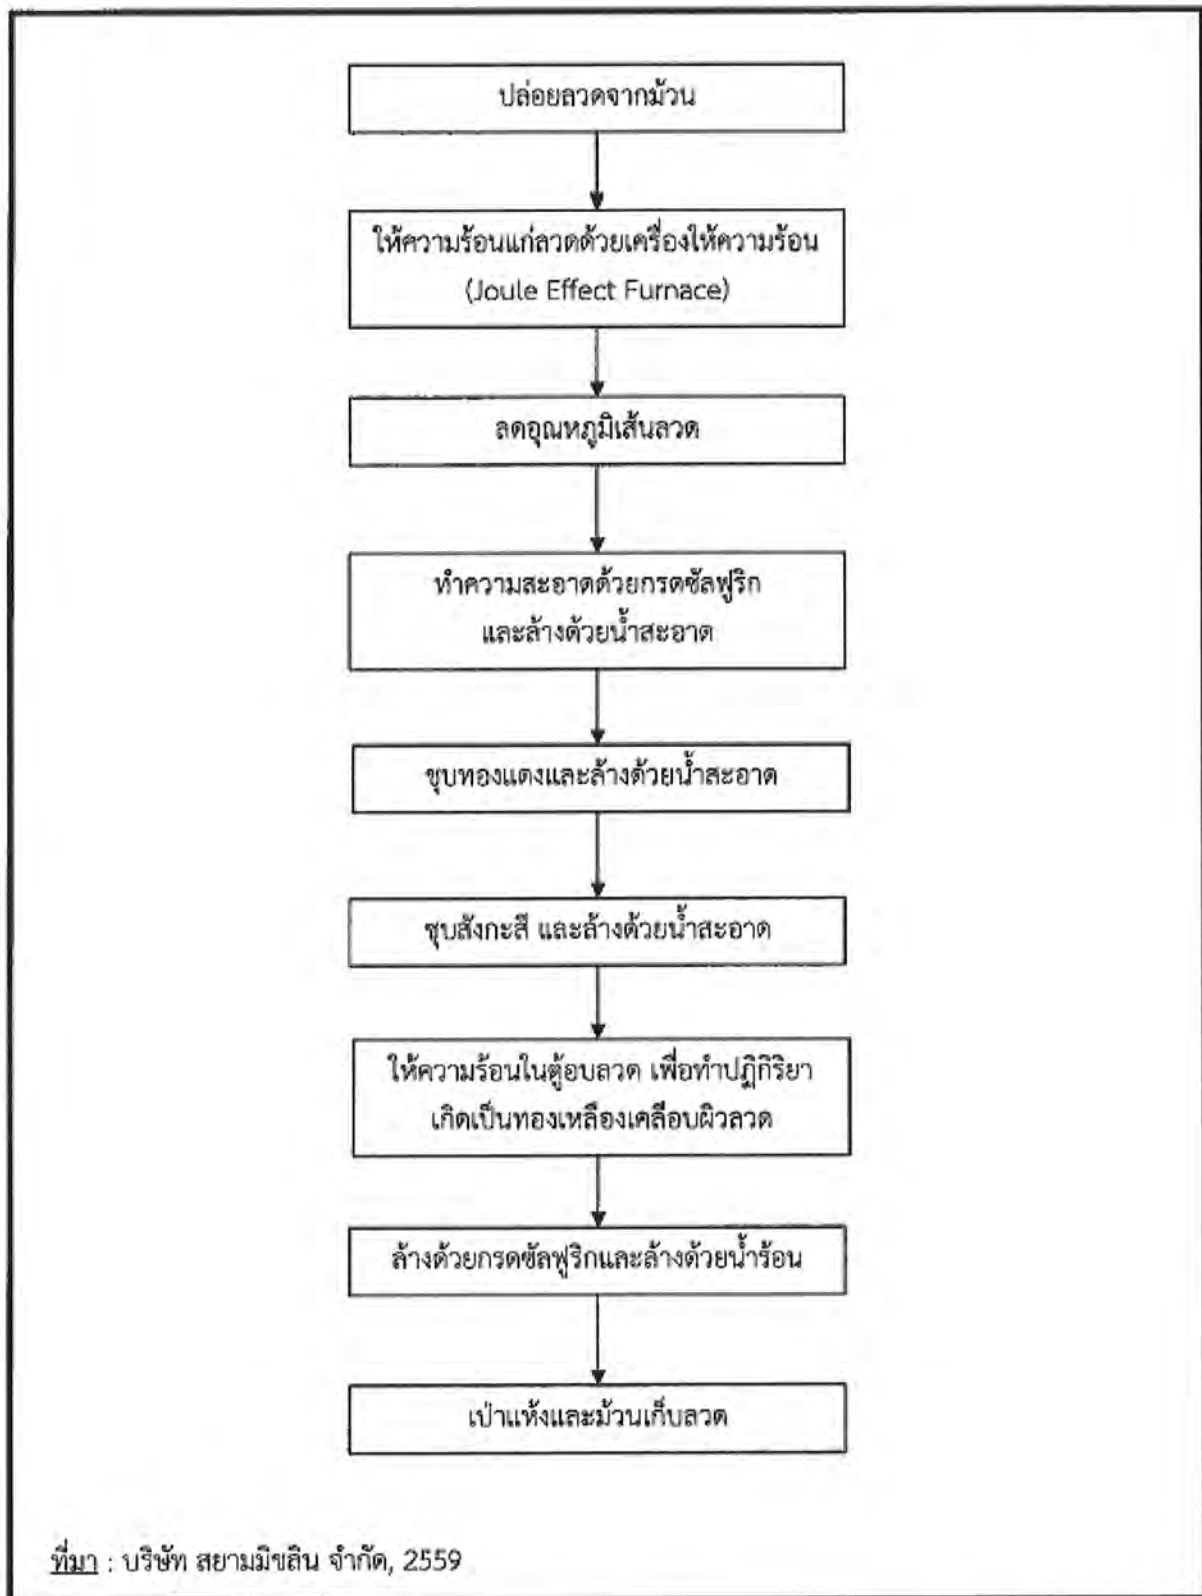 ปล่อยลวดจากม้วน
ให้ความร้อนแก่ลวดด้วยเครื่องให้ความร้อน
(Joule Effect Furnace)
ลดอุณหภูมิเส้นลวด
ทำความสะอาดด้วยกรดซัลฟูริก
และล้างด้วยน้ำสะอาด
ชุบทองแดงและล้างด้วยน้ำสะอาด
ชุบสังกะสี และล้างด้วยน้ำสะอาด
ให้ความร้อนในตู้อบลวด เพื่อทำปฏิกิริยา
เกิดเป็นทองเหลืองเคลือบผิวลวด
ล้างด้วยกรดซัลฟูริกและล้างด้วยน้ำร้อน
เป่าแห้งและม้วนเก็บลวด
ที่มา : บริษัท สยามมิชลิน จำกัด, 2559